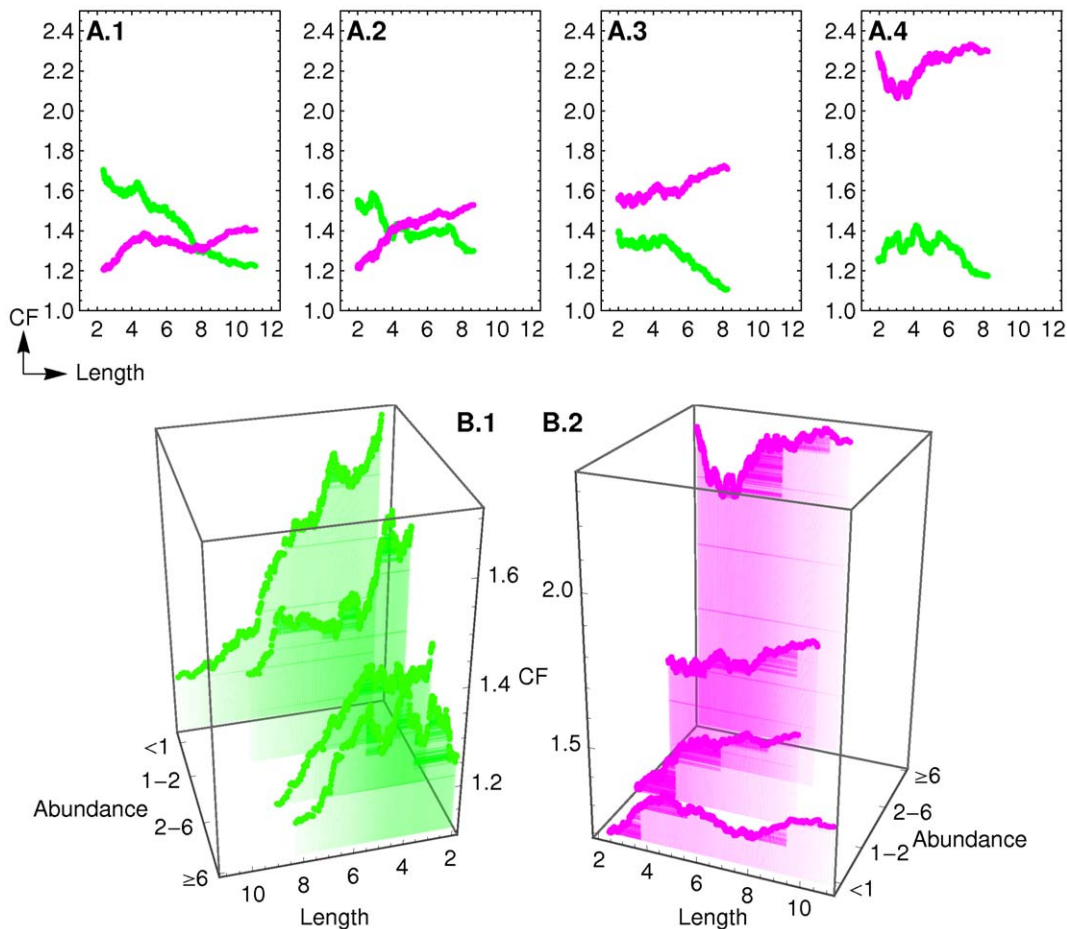 A.1 A.2 A.3 A.4
2.4 2.4 2.4 2.4
2.2 2.2 2.2 2.2
2.0 2.0 2.0 2.0
1.8 1.8 1.8 1.8
1.6 1.6 1.6 1.6
1.4 1.4 1.4 1.4
1.2 1.2 1.2 1.2
1.0 1.0 1.0 1.0
2 4 6 8 10 12 2 4 6 8 10 12 2 4 6 8 10 12 2 4 6 8 10 12
CF
Length
B.1 B.2
1.6
1.4
CF
1.2
<1
1–2
2–6
≥6
Abundance
10 8 6 4 2
Length
2.0
1.5
2 4 6 8 10
Length
≥6
2–6
1–2
<1
Abundance